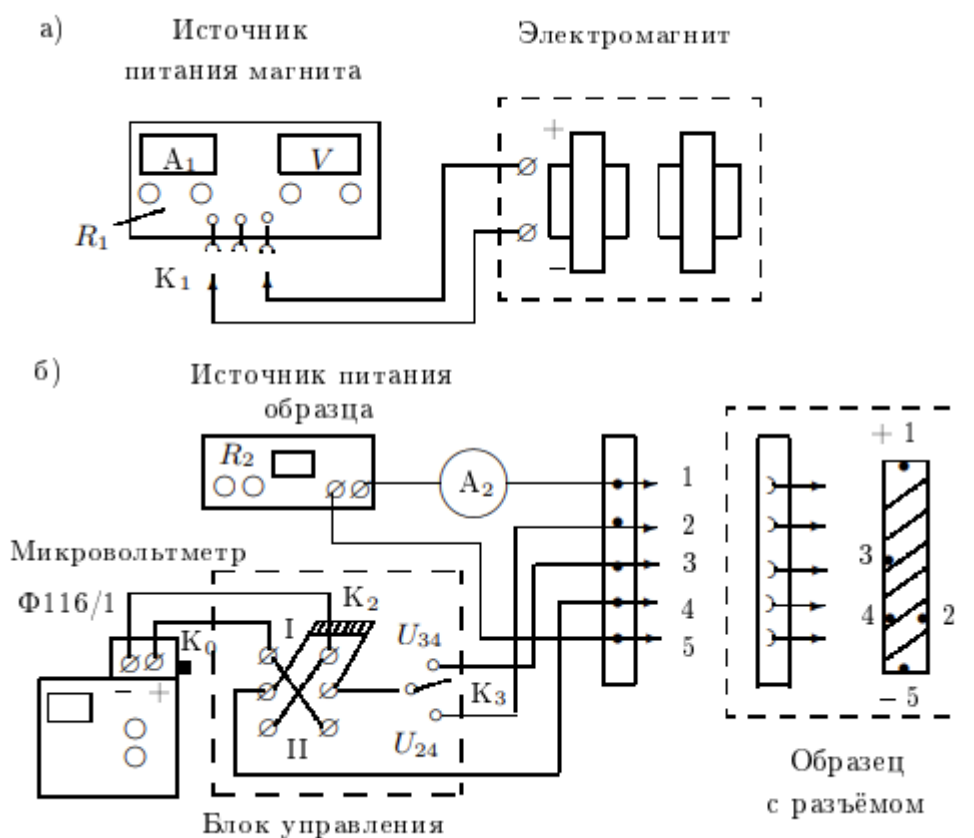 а)
Источник
питания магнита
Электромагнит
A₁
V
R₁
K₁
+
−
б)
Источник питания
образца
R₂
A₂
Микровольтметр
Ф116/1
K₀
− +
K₂
I
II
U₃₄
K₃
U₂₄
Блок управления
1
2
3
4
5
+ 1
3
4
2
− 5
Образец
с разъёмом